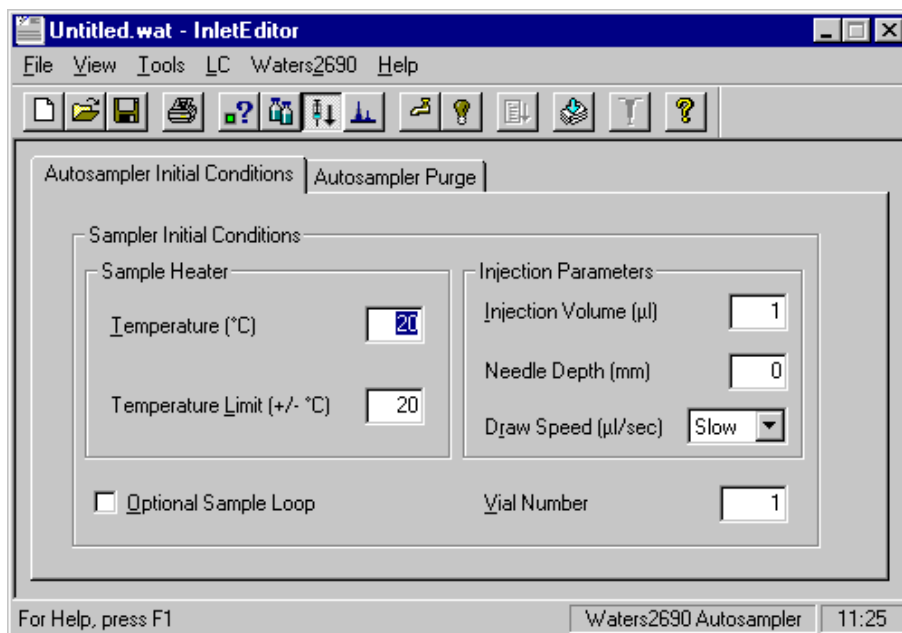 Untitled.wat - InletEditor
File View Tools LC Waters2690 Help
Autosampler Initial Conditions Autosampler Purge
Sampler Initial Conditions
Sample Heater
Temperature (°C) 20
Temperature Limit (+/- °C) 20
Injection Parameters
Injection Volume (µl) 1
Needle Depth (mm) 0
Draw Speed (µl/sec) Slow
Optional Sample Loop
Vial Number 1
For Help, press F1 Waters2690 Autosampler 11:25